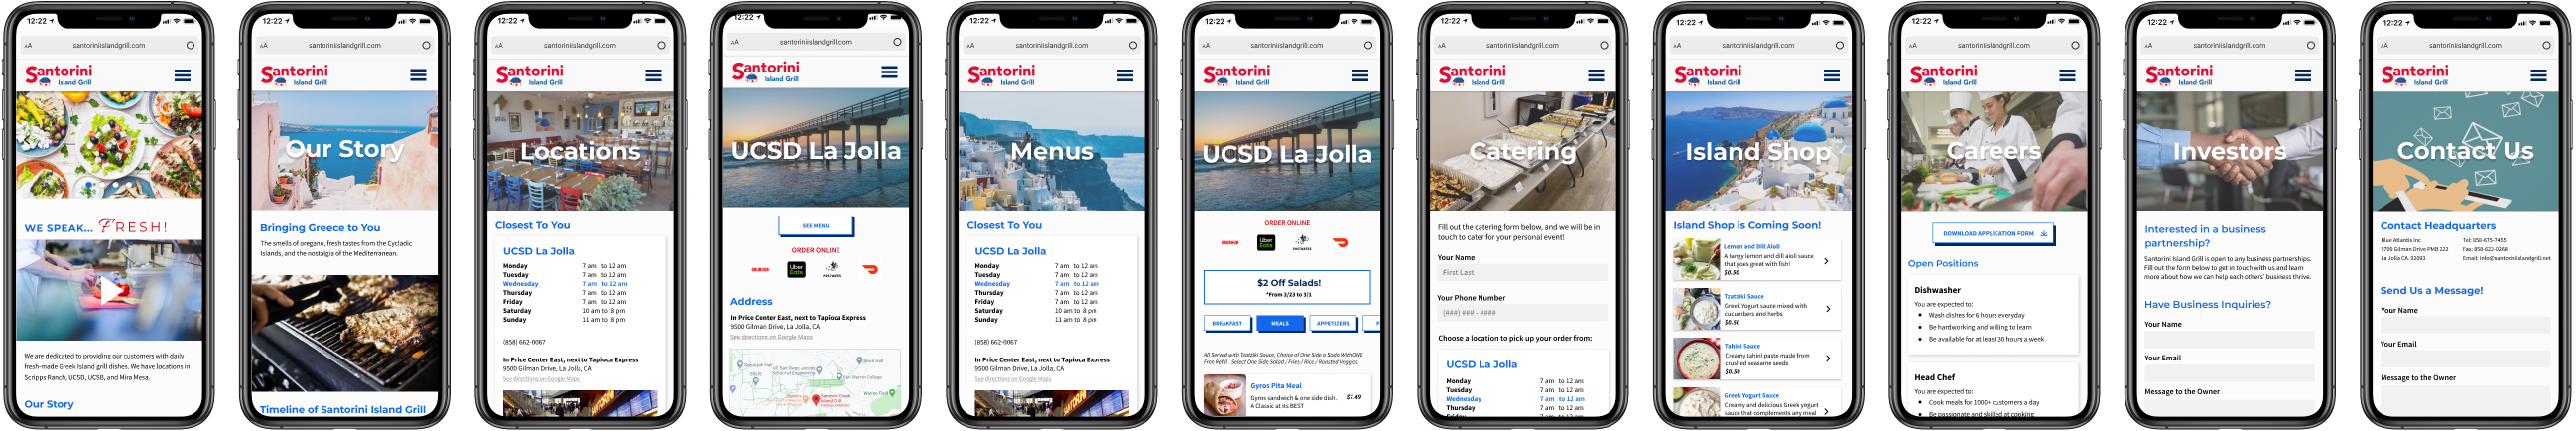 12:22
AA santoriniislandgrill.com
Santorini
Island Grill
WE SPEAK... FRESH!
We are dedicated to providing our customers with daily
fresh-made Greek Island grill dishes. We have locations in
Scripps Ranch, UCSD, UCSB, and Mira Mesa.
Our Story
12:22
AA santoriniislandgrill.com
Santorini
Island Grill
Our Story
Bringing Greece to You
The smells of oregano, fresh tastes from the Cycladic
Islands, and the nostalgia of the Mediterranean.
Timeline of Santorini Island Grill
12:22
AA santoriniislandgrill.com
Santorini
Island Grill
Locations
Closest To You
UCSD La Jolla
Monday 7 am to 12 am
Tuesday 7 am to 12 am
Wednesday 7 am to 12 am
Thursday 7 am to 12 am
Friday 7 am to 12 am
Saturday 10 am to 8 pm
Sunday 11 am to 8 pm
(858) 662-0067
In Price Center East, next to Tapioca Express
9500 Gilman Drive, La Jolla, CA
See directions on Google Maps
12:22
AA santoriniislandgrill.com
Santorini
Island Grill
UCSD La Jolla
SEE MENU
ORDER ONLINE
GRUBHUB
Uber
Eats
POSTMATES
Address
In Price Center East, next to Tapioca Express
9500 Gilman Drive, La Jolla, CA
See directions on Google Maps
12:22
AA santoriniislandgrill.com
Santorini
Island Grill
Menus
Closest To You
UCSD La Jolla
Monday 7 am to 12 am
Tuesday 7 am to 12 am
Wednesday 7 am to 12 am
Thursday 7 am to 12 am
Friday 7 am to 12 am
Saturday 10 am to 8 pm
Sunday 11 am to 8 pm
(858) 662-0067
In Price Center East, next to Tapioca Express
9500 Gilman Drive, La Jolla, CA
See directions on Google Maps
12:22
AA santoriniislandgrill.com
Santorini
Island Grill
UCSD La Jolla
ORDER ONLINE
GRUBHUB
Uber
Eats
POSTMATES
$2 Off Salads!
*From 2/23 to 3/1
BREAKFAST MEALS APPETIZERS P
All Served with Tzatziki Sauce, Choice of One Side a Soda With ONE
Free Refill - Select One Side Salad / Fries / Rice / Roasted Veggies
Gyros Pita Meal
Gyros sandwich & one side dish. $7.49
A Classic at its BEST
12:22
AA santoriniislandgrill.com
Santorini
Island Grill
Catering
Fill out the catering form below, and we will be in
touch to cater for your personal event!
Your Name
First Last
Your Phone Number
(###) ### - ####
Choose a location to pick up your order from:
UCSD La Jolla
Monday 7 am to 12 am
Tuesday 7 am to 12 am
Wednesday 7 am to 12 am
Thursday 7 am to 12 am
Friday 7 am to 12 am
12:22
AA santoriniislandgrill.com
Santorini
Island Grill
Island Shop
Island Shop is Coming Soon!
Lemon and Dill Aioli
A tangy lemon and dill aioli sauce
that goes great with fish!
$0.50
Tzatziki Sauce
Greek Yogurt sauce mixed with
cucumbers and herbs
$0.50
Tahini Sauce
Creamy tahini paste made from
crushed seasame seeds
$0.50
Greek Yogurt Sauce
Creamy and delicious Greek yogurt
sauce that complements any meal
12:22
AA santoriniislandgrill.com
Santorini
Island Grill
Careers
DOWNLOAD APPLICATION FORM
Open Positions
Dishwasher
You are expected to:
• Wash dishes for 6 hours everyday
• Be hardworking and willing to learn
• Be available for at least 30 hours a week
Head Chef
You are expected to:
• Cook meals for 1000+ customers a day
• Be passionate and skilled at cooking
12:22
AA santoriniislandgrill.com
Santorini
Island Grill
Investors
Interested in a business
partnership?
Santorini Island Grill is open to any business partnerships.
Fill out the form below to get in touch with us and learn
more about how we can help each others' business thrive.
Have Business Inquiries?
Your Name
Your Email
Message to the Owner
12:22
AA santoriniislandgrill.com
Santorini
Island Grill
Contact Us
Contact Headquarters
Blue Atlantis Inc Tel: 858-675-7455
9700 Gilman Drive PMB 222 Fax: 858-622-0268
La Jolla CA. 92093 Email: info@santoriniislandgrill.net
Send Us a Message!
Your Name
Your Email
Message to the Owner